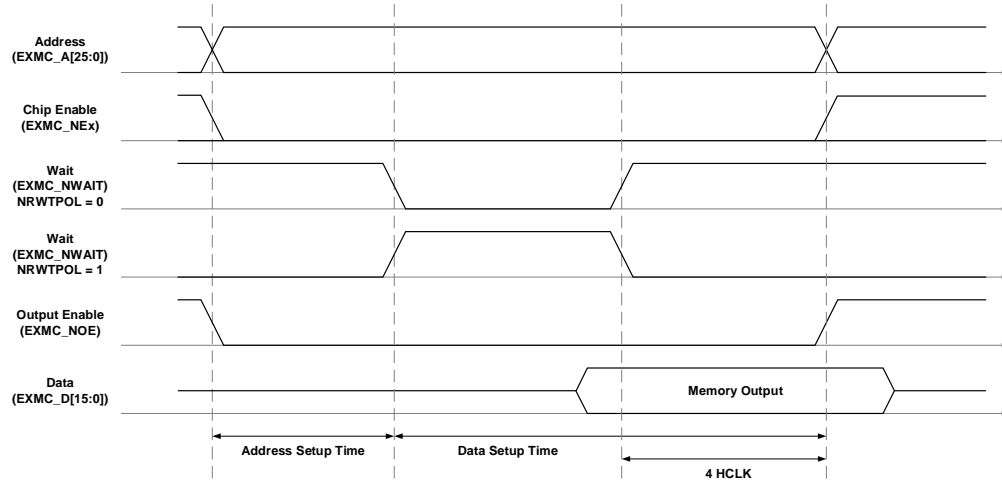 Address
(EXMC_A[25:0])
Chip Enable
(EXMC_NEx)
Wait
(EXMC_NWAIT)
NRWTPOL = 0
Wait
(EXMC_NWAIT)
NRWTPOL = 1
Output Enable
(EXMC_NOE)
Data
(EXMC_D[15:0])
Memory Output
Address Setup Time
Data Setup Time
4 HCLK